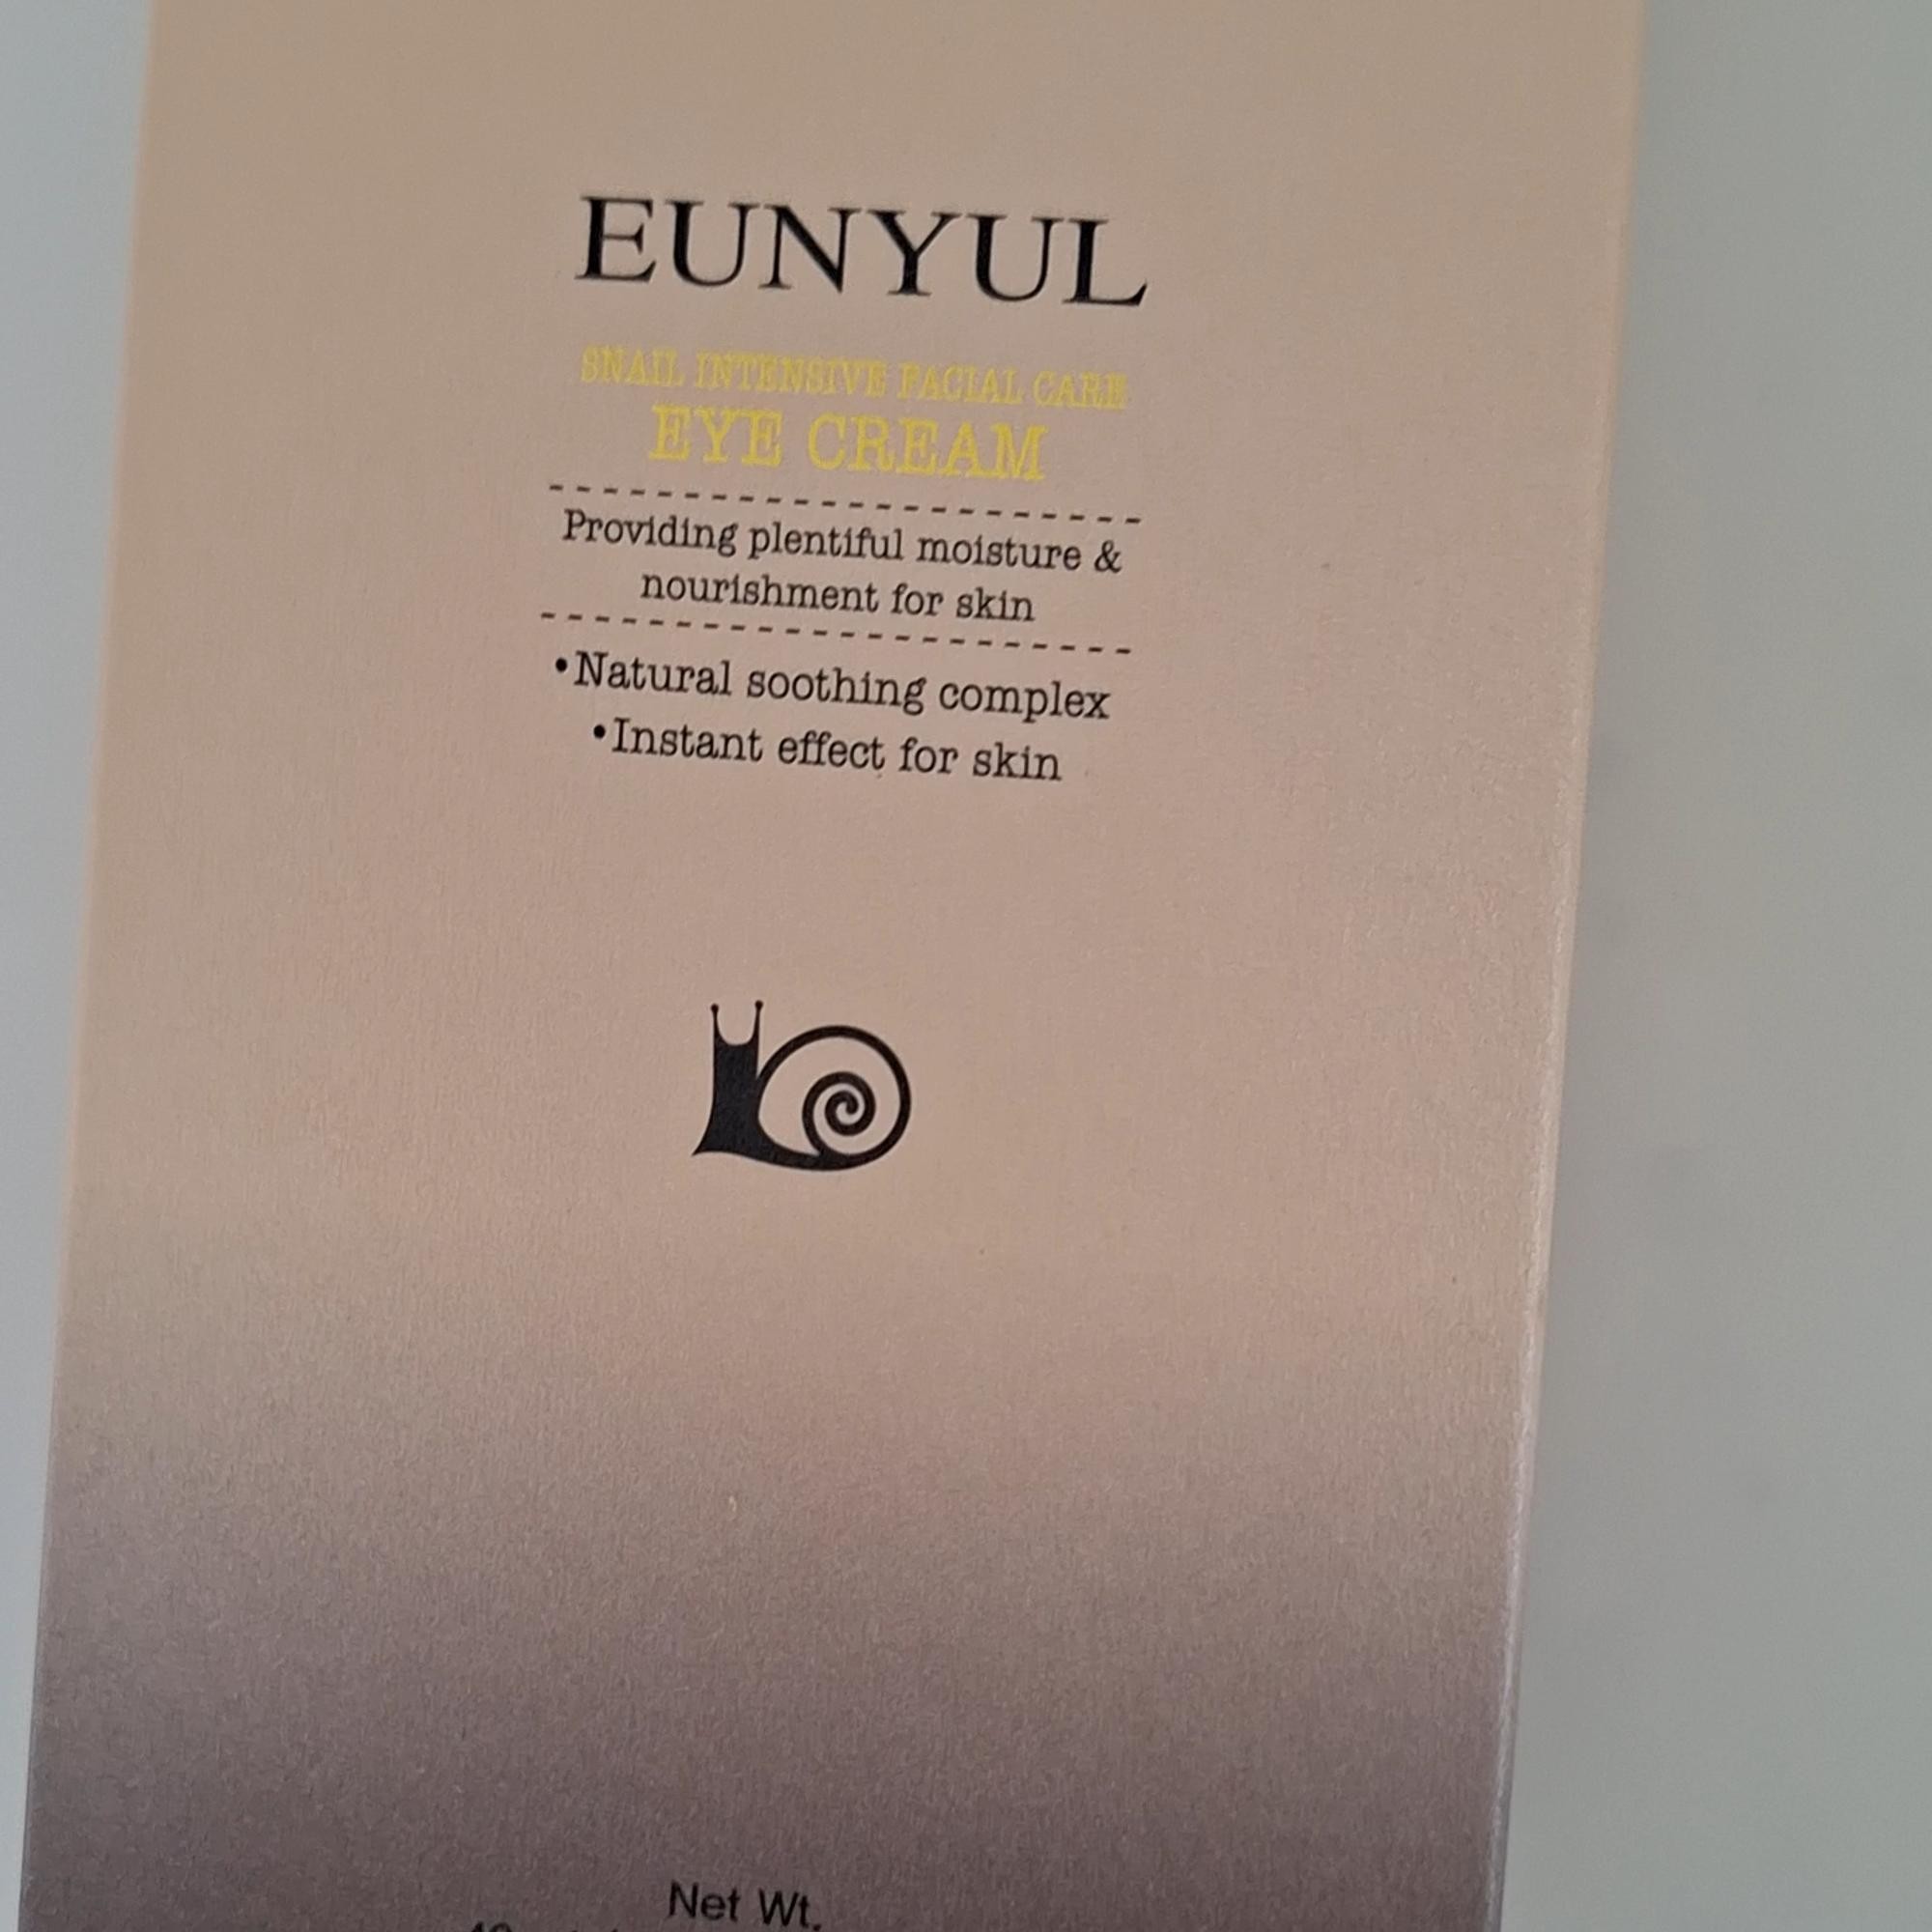 EUNYUL
SNAIL INTENSIVE FACIAL CARE
EYE CREAM
Providing plentiful moisture &
nourishment for skin
•Natural soothing complex
•Instant effect for skin
Net Wt.